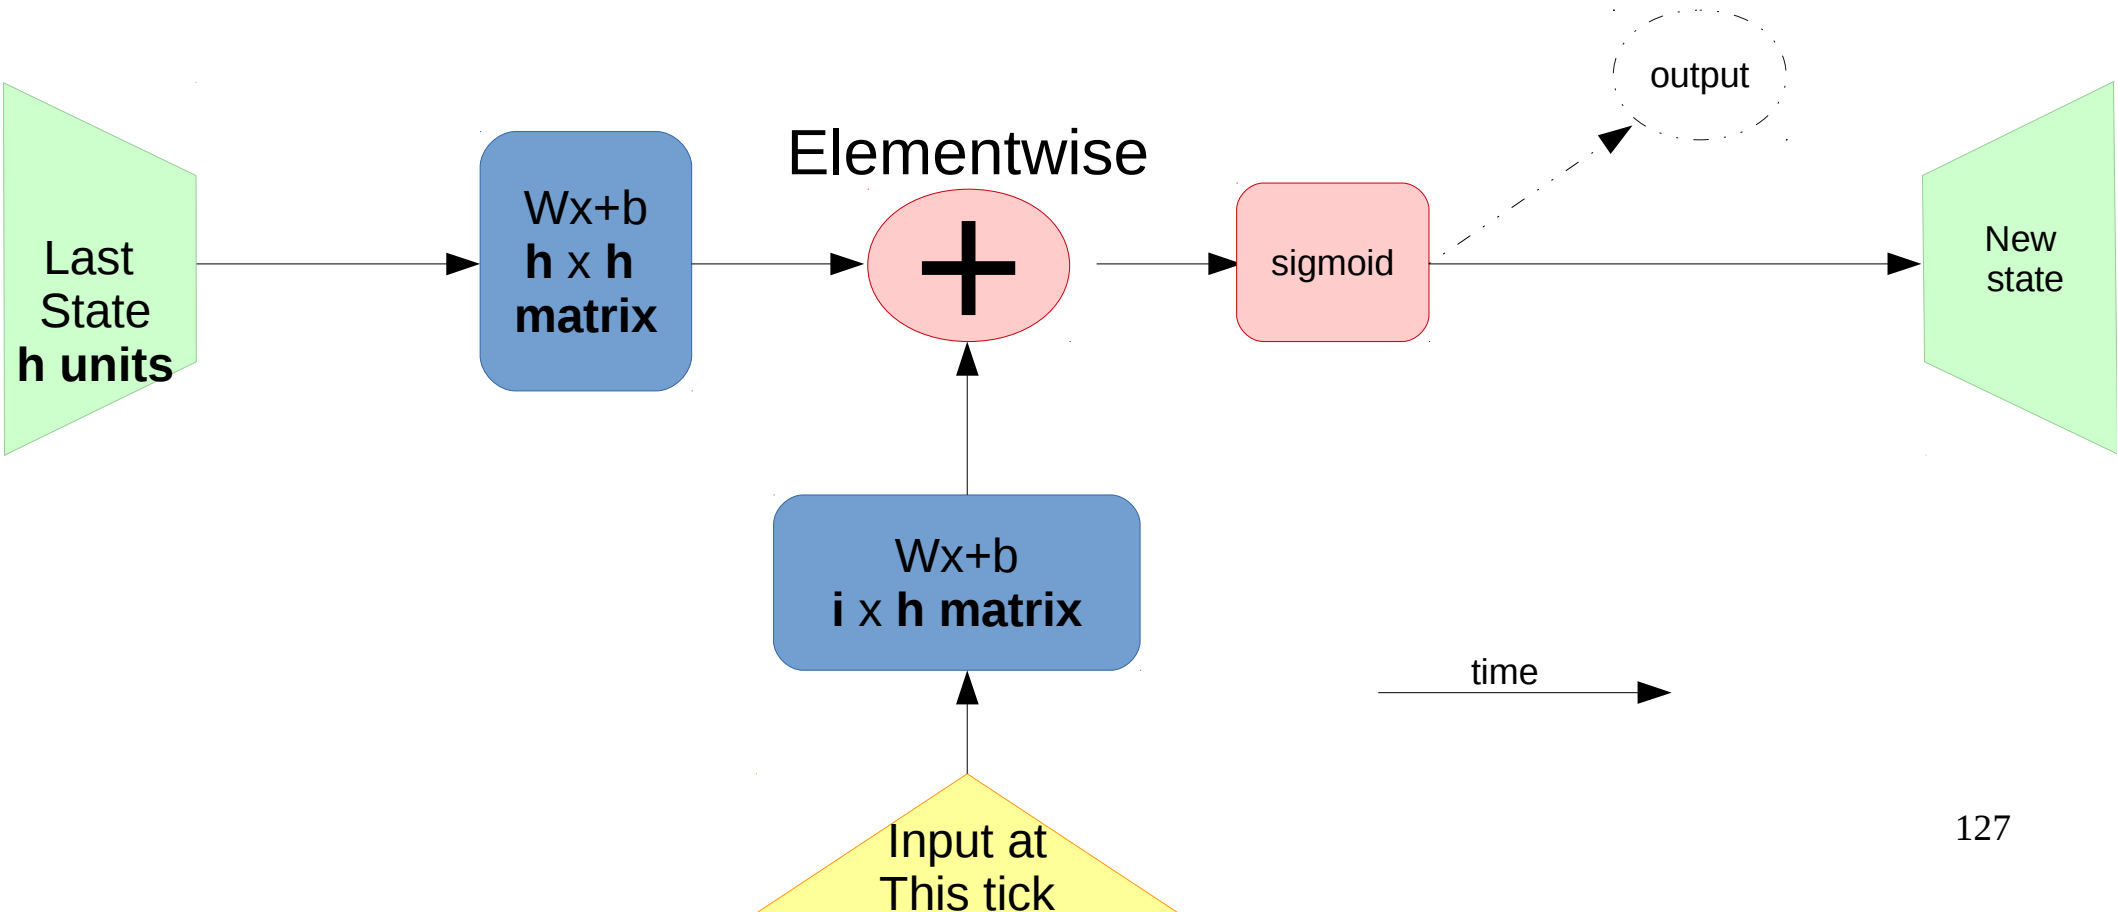 output
Elementwise
Last
State
h units
Wx+b
h x h
matrix
+
sigmoid
New
state
Wx+b
i x h matrix
time
Input at
This tick
127